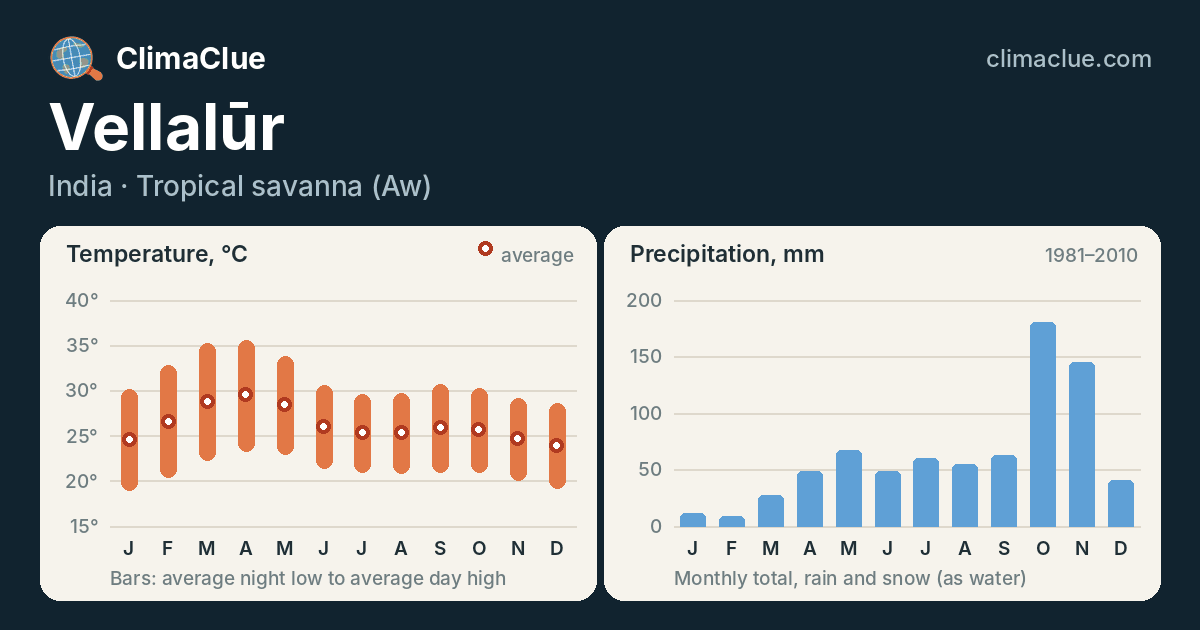 ClimaClue
climaclue.com
Vellalūr
India · Tropical savanna (Aw)
Temperature, °C
average
40°
35°
30°
25°
20°
15°
J F M A M J J A S O N D
Bars: average night low to average day high
Precipitation, mm
1981–2010
200
150
100
50
0
J F M A M J J A S O N D
Monthly total, rain and snow (as water)